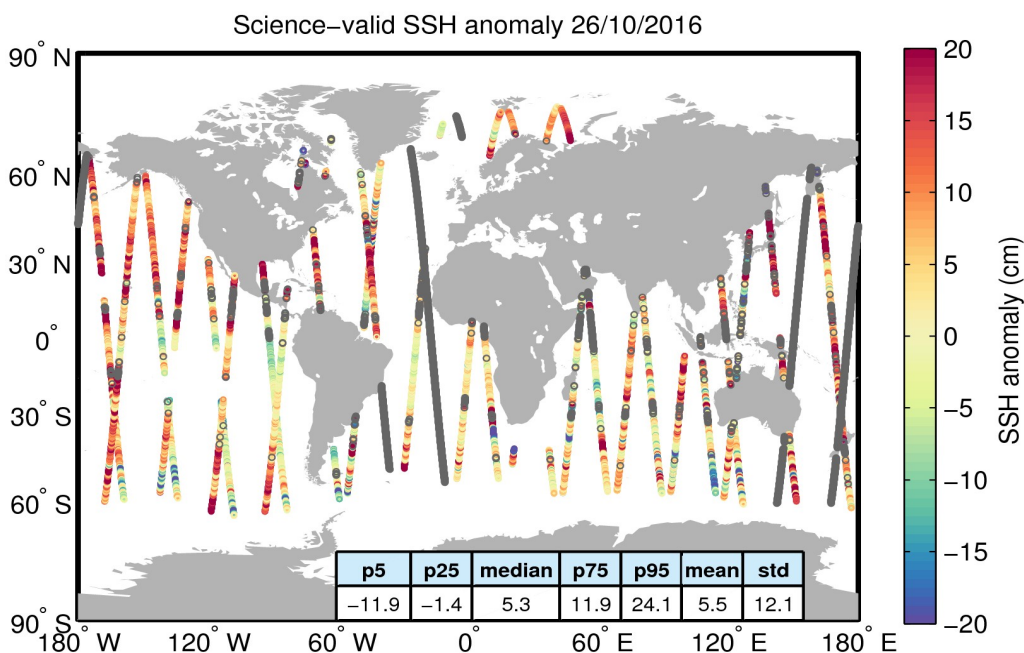 Science−valid SSH anomaly 26/10/2016
90° N
60° N
30° N
0°
30° S
60° S
90° S
180° W
120° W
60° W
0°
60° E
120° E
180° E
p5 p25 median p75 p95 mean std
−11.9 −1.4 5.3 11.9 24.1 5.5 12.1
20
15
10
5
0
−5
−10
−15
−20
SSH anomaly (cm)